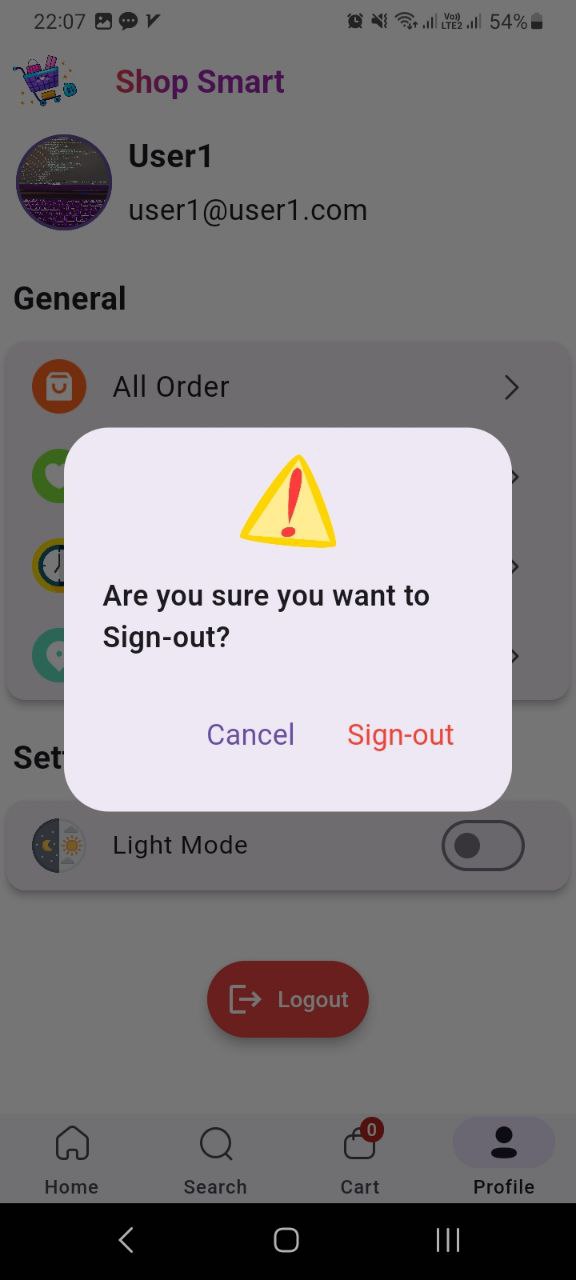 22:07 54%
Vo))
LTE2
Shop Smart
User1
user1@user1.com
General
All Order
Are you sure you want to
Sign-out?
Cancel Sign-out
Light Mode
Logout
0
Home Search Cart Profile